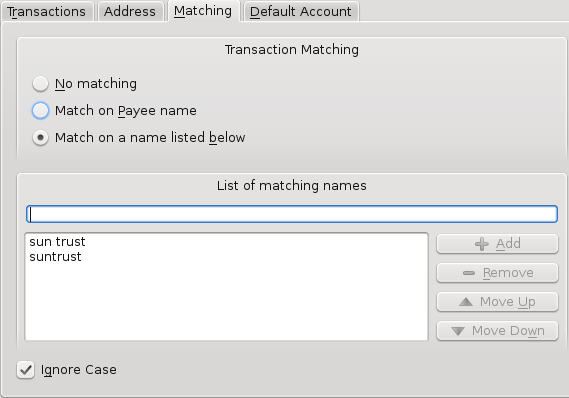 Transactions Address Matching Default Account
Transaction Matching
No matching
Match on Payee name
Match on a name listed below
List of matching names
sun trust
suntrust
Add
Remove
Move Up
Move Down
Ignore Case